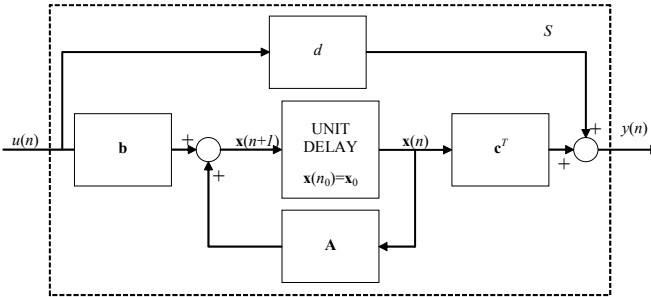 S
d
u(n)
b
+
+
x(n+1)
UNIT
DELAY
x(n₀)=x₀
x(n)
cᵀ
+
+
y(n)
A